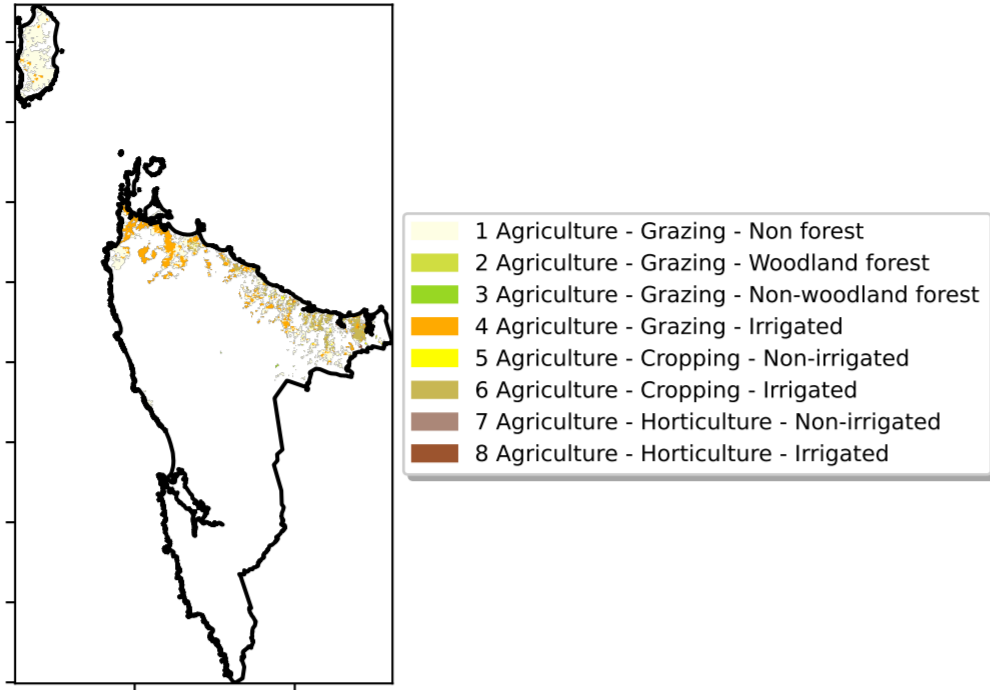 1 Agriculture - Grazing - Non forest
2 Agriculture - Grazing - Woodland forest
3 Agriculture - Grazing - Non-woodland forest
4 Agriculture - Grazing - Irrigated
5 Agriculture - Cropping - Non-irrigated
6 Agriculture - Cropping - Irrigated
7 Agriculture - Horticulture - Non-irrigated
8 Agriculture - Horticulture - Irrigated